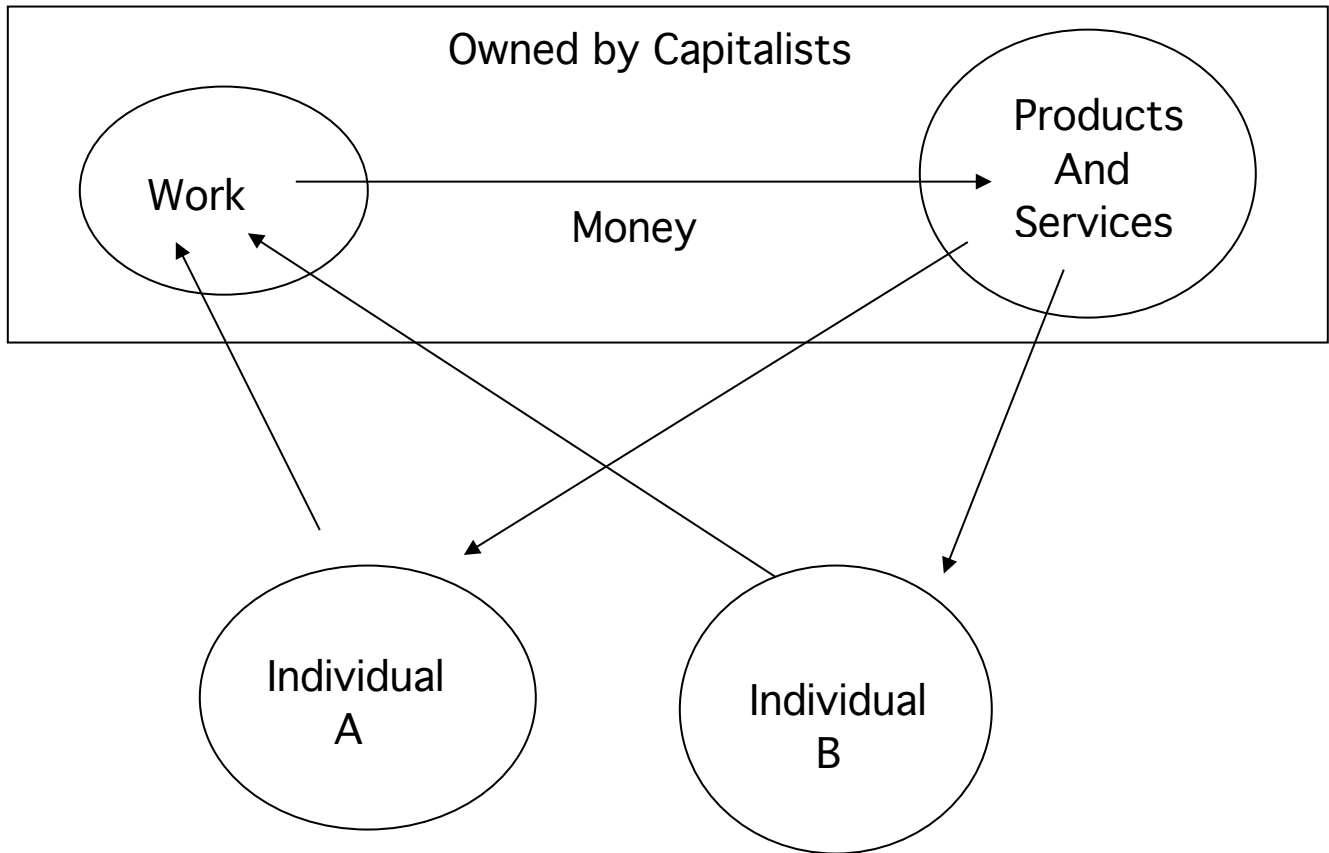 Owned by Capitalists
Work
Money
Products
And
Services
Individual
A
Individual
B